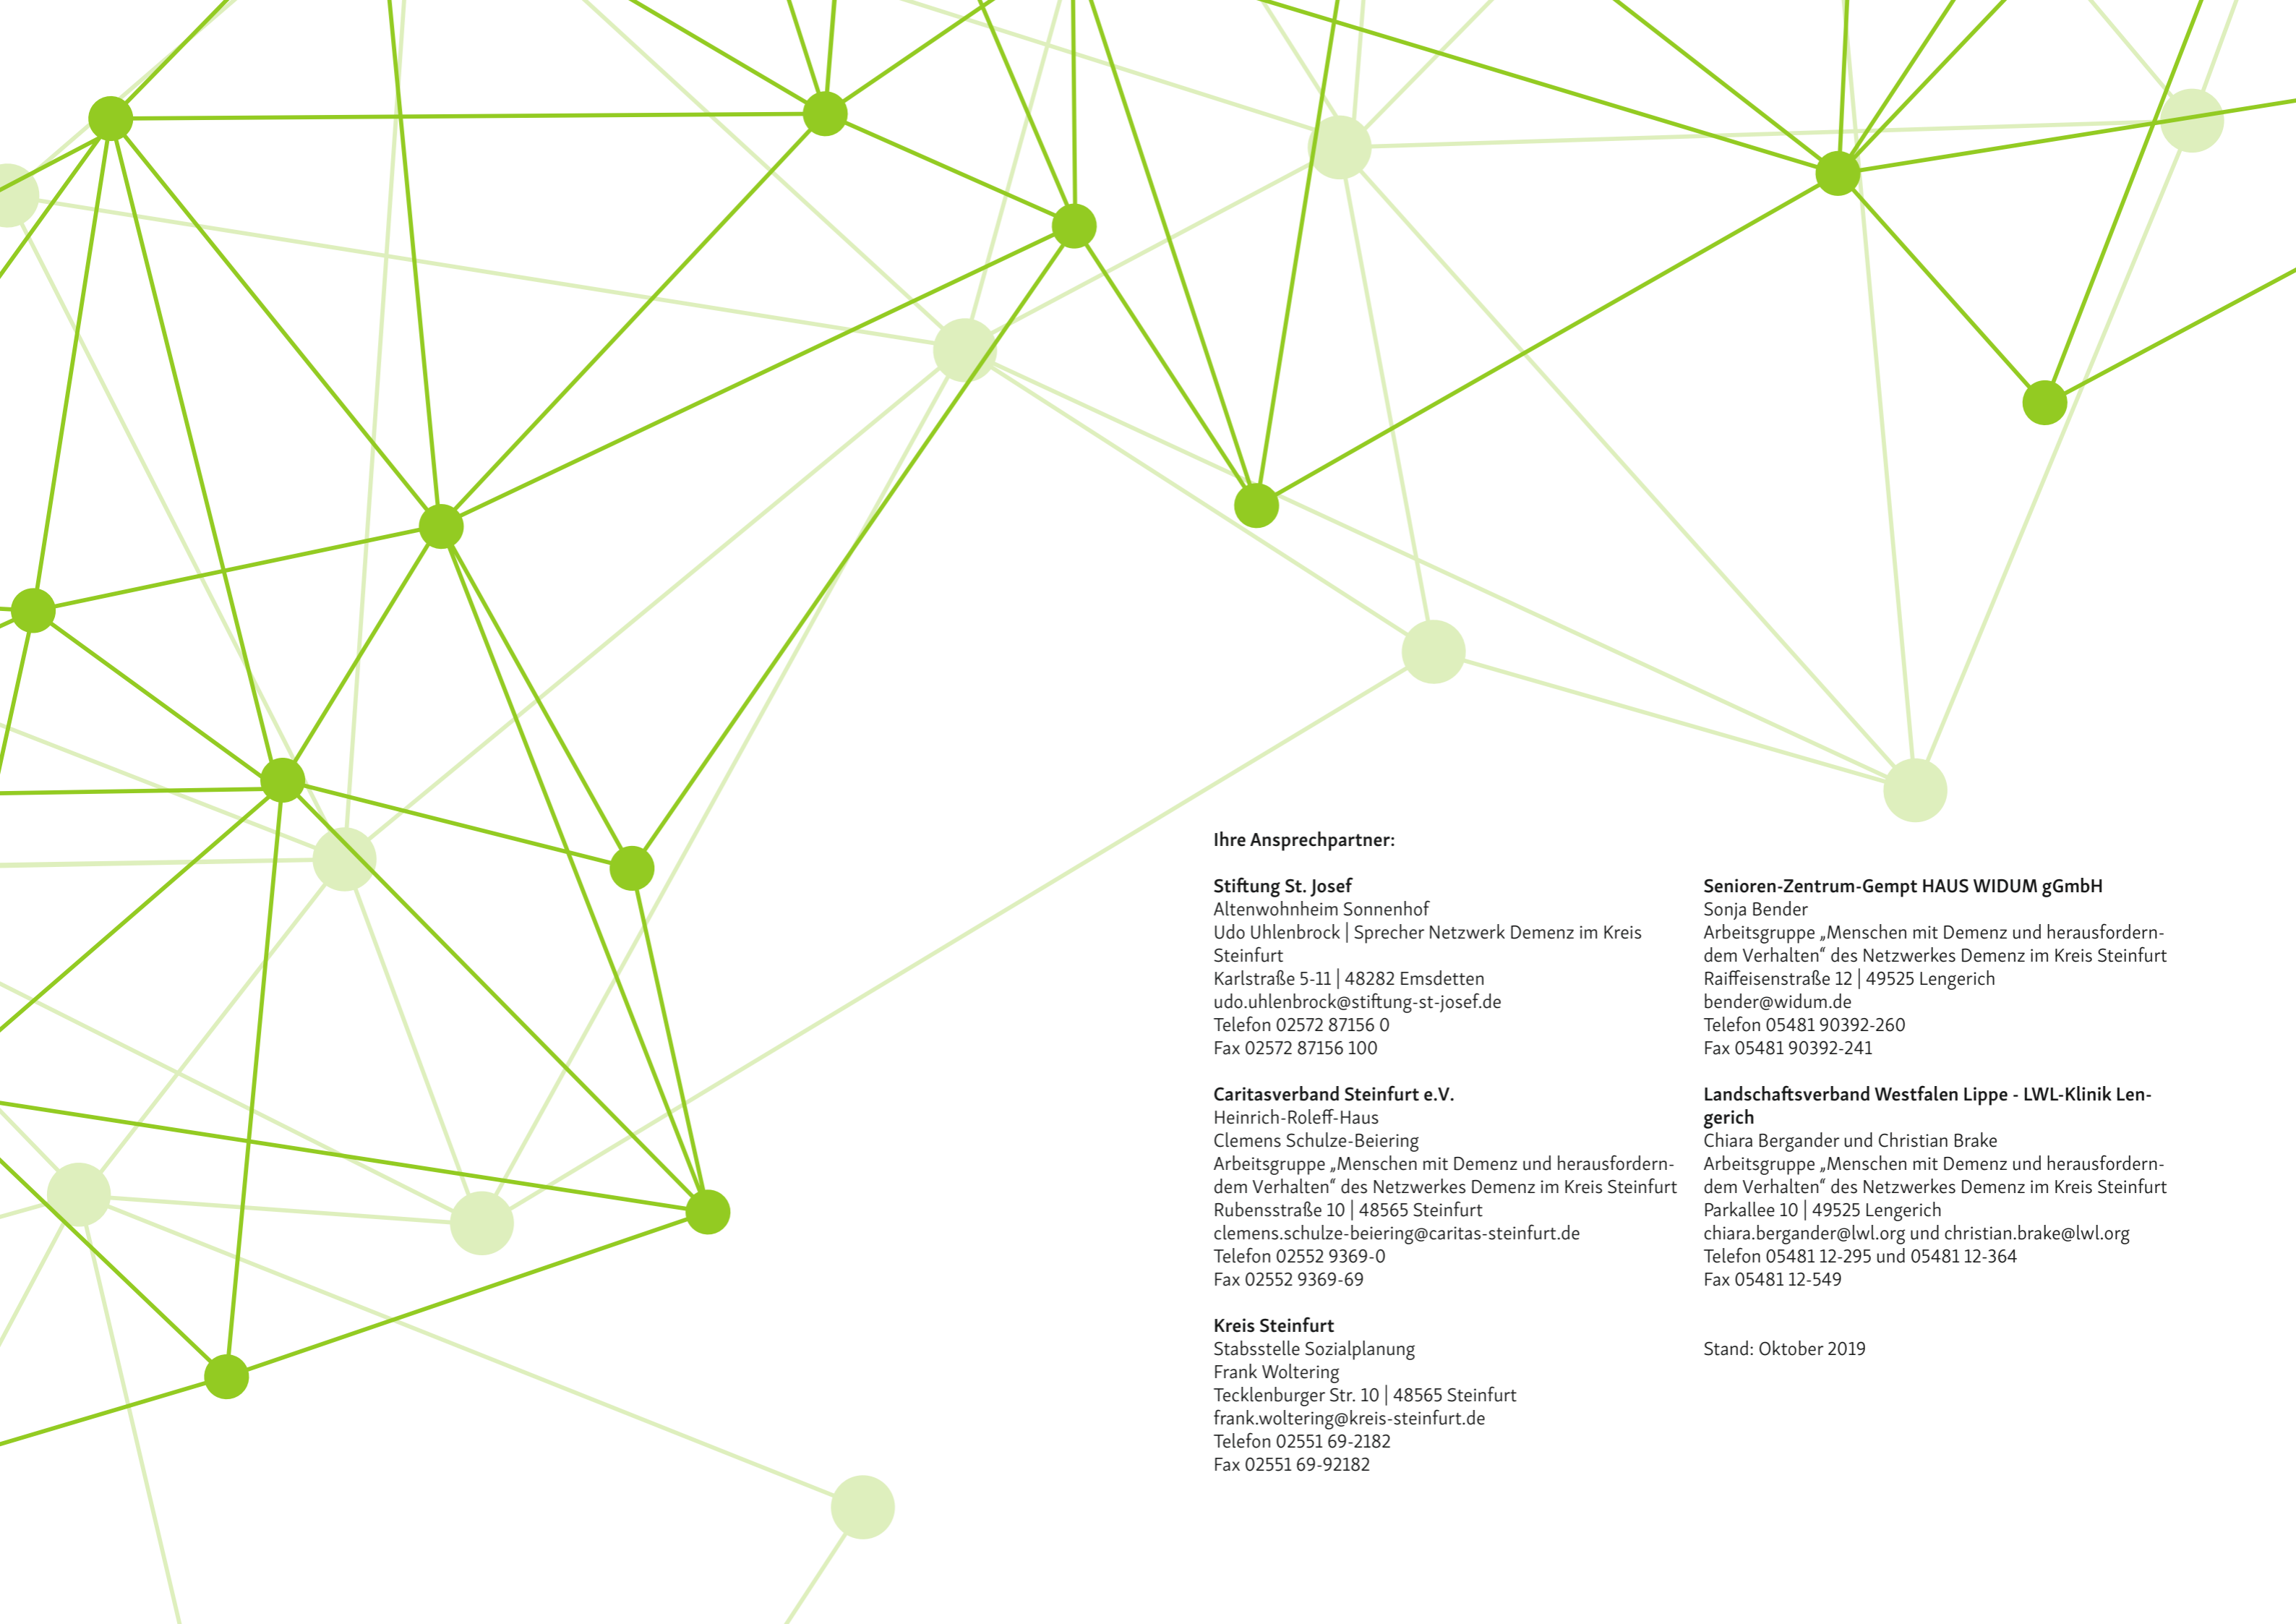 Ihre Ansprechpartner:
Stiftung St. Josef
Altenwohnheim Sonnenhof
Udo Uhlenbrock | Sprecher Netzwerk Demenz im Kreis
Steinfurt
Karlstraße 5-11 | 48282 Emsdetten
udo.uhlenbrock@stiftung-st-josef.de
Telefon 02572 87156 0
Fax 02572 87156 100
Caritasverband Steinfurt e.V.
Heinrich-Roleff-Haus
Clemens Schulze-Beiering
Arbeitsgruppe „Menschen mit Demenz und herausfordern-
dem Verhalten“ des Netzwerkes Demenz im Kreis Steinfurt
Rubensstraße 10 | 48565 Steinfurt
clemens.schulze-beiering@caritas-steinfurt.de
Telefon 02552 9369-0
Fax 02552 9369-69
Kreis Steinfurt
Stabsstelle Sozialplanung
Frank Woltering
Tecklenburger Str. 10 | 48565 Steinfurt
frank.woltering@kreis-steinfurt.de
Telefon 02551 69-2182
Fax 02551 69-92182
Senioren-Zentrum-Gempt HAUS WIDUM gGmbH
Sonja Bender
Arbeitsgruppe „Menschen mit Demenz und herausfordern-
dem Verhalten“ des Netzwerkes Demenz im Kreis Steinfurt
Raiffeisenstraße 12 | 49525 Lengerich
bender@widum.de
Telefon 05481 90392-260
Fax 05481 90392-241
Landschaftsverband Westfalen Lippe - LWL-Klinik Len-
gerich
Chiara Bergander und Christian Brake
Arbeitsgruppe „Menschen mit Demenz und herausfordern-
dem Verhalten“ des Netzwerkes Demenz im Kreis Steinfurt
Parkallee 10 | 49525 Lengerich
chiara.bergander@lwl.org und christian.brake@lwl.org
Telefon 05481 12-295 und 05481 12-364
Fax 05481 12-549
Stand: Oktober 2019